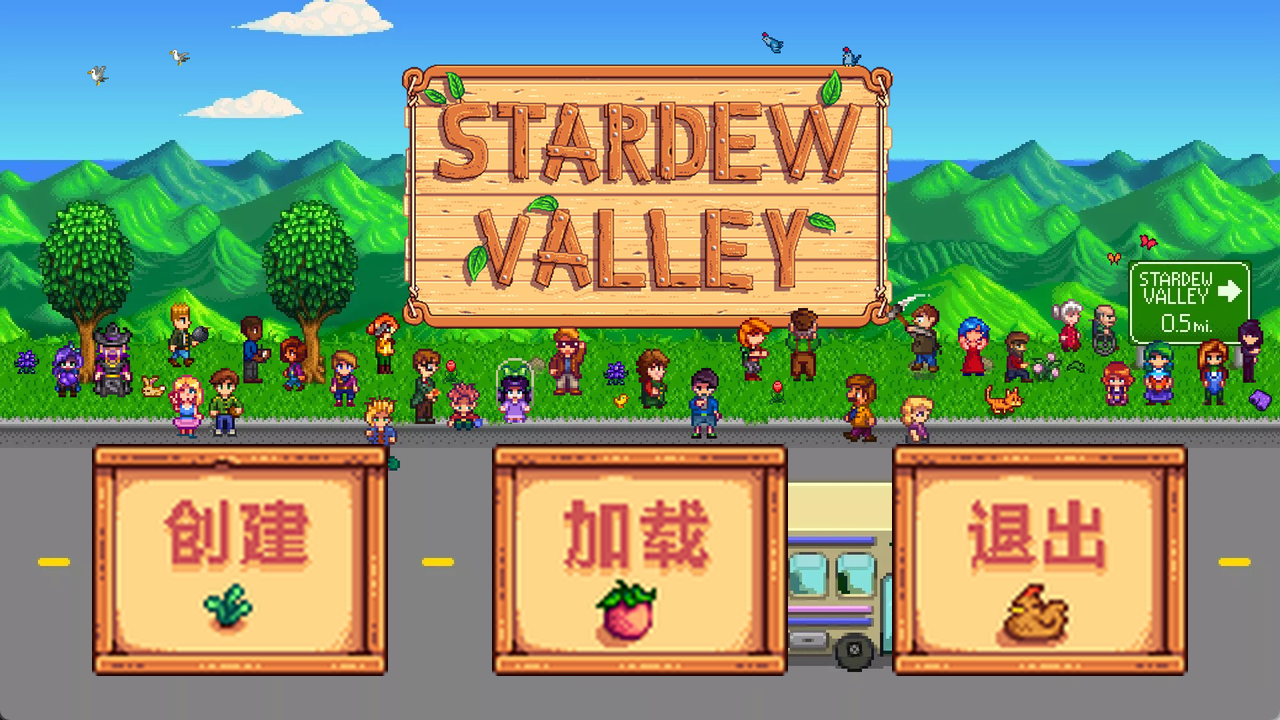 STARDEW
VALLEY
STARDEW
VALLEY
0.5mi.
创建
加载
退出